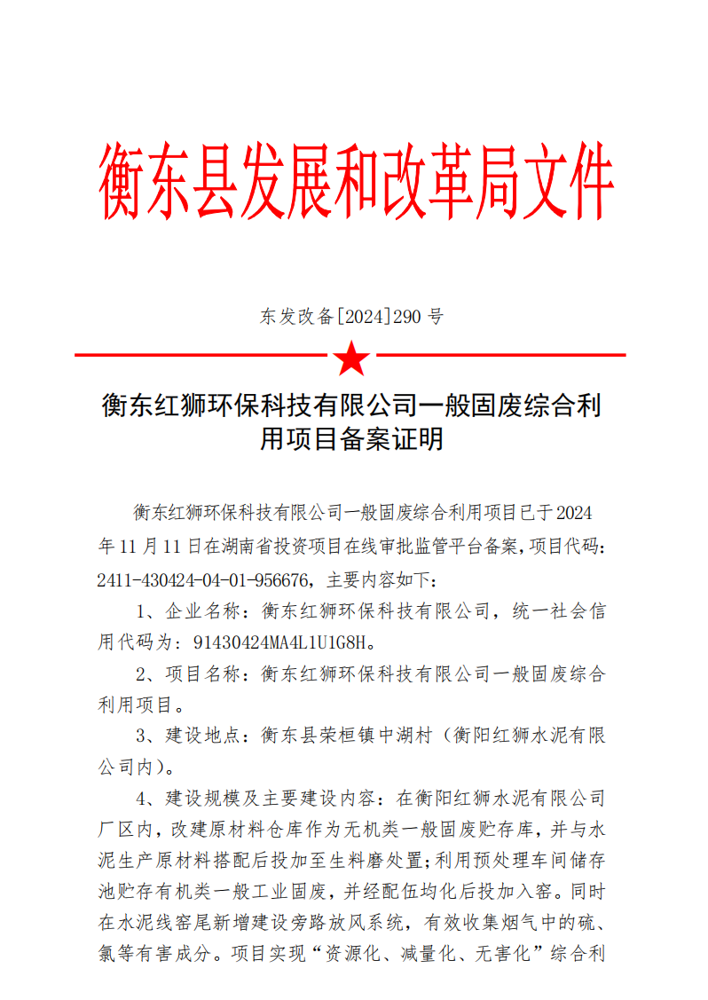 衡东县发展和改革局文件
东发改备[2024]290 号
衡东红狮环保科技有限公司一般固废综合利
用项目备案证明
衡东红狮环保科技有限公司一般固废综合利用项目已于 2024
年 11 月 11 日在湖南省投资项目在线审批监管平台备案，项目代码：
2411-430424-04-01-956676，主要内容如下：
1、企业名称：衡东红狮环保科技有限公司，统一社会信
用代码为：91430424MA4L1U1G8H。
2、项目名称：衡东红狮环保科技有限公司一般固废综合
利用项目。
3、建设地点：衡东县荣桓镇中湖村（衡阳红狮水泥有限
公司内）。
4、建设规模及主要建设内容：在衡阳红狮水泥有限公司
厂区内，改建原材料仓库作为无机类一般固废贮存库，并与水
泥生产原材料搭配后投加至生料磨处置；利用预处理车间储存
池贮存有机类一般工业固废，并经配伍均化后投加入窑。同时
在水泥线窑尾新增建设旁路放风系统，有效收集烟气中的硫、
氯等有害成分。项目实现“资源化、减量化、无害化”综合利